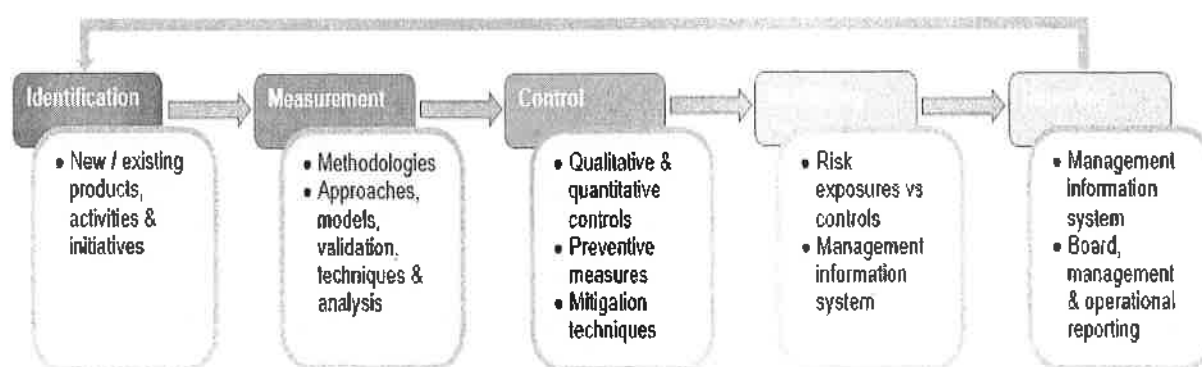 Identification
• New / existing
products,
activities &
initiatives
Measurement
• Methodologies
• Approaches,
models,
validation,
techniques &
analysis
Control
• Qualitative &
quantitative
controls
• Preventive
measures
• Mitigation
techniques
• Risk
exposures vs
controls
• Management
information
system
• Management
information
system
• Board,
management
& operational
reporting